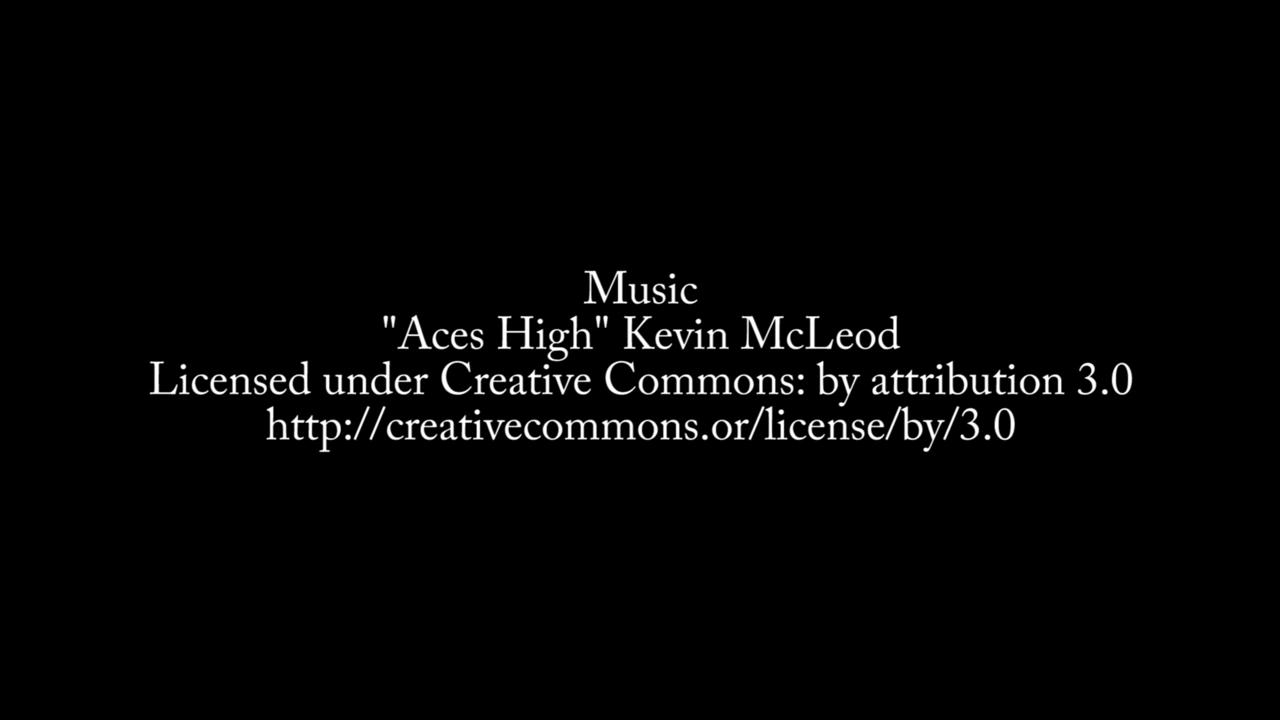 Music
"Aces High" Kevin McLeod
Licensed under Creative Commons: by attribution 3.0
http://creativecommons.or/license/by/3.0